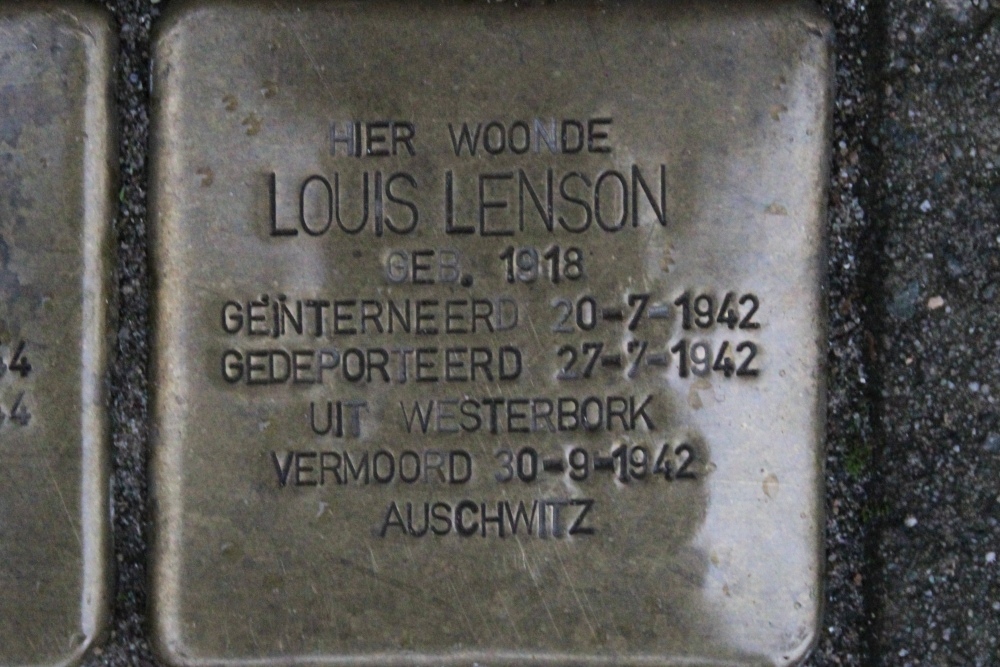 HIER WOONDE
LOUIS LENSON
GEB. 1918
GEÏNTERNEERD 20-7-1942
GEDEPORTEERD 27-7-1942
UIT WESTERBORK
VERMOORD 30-9-1942
AUSCHWITZ